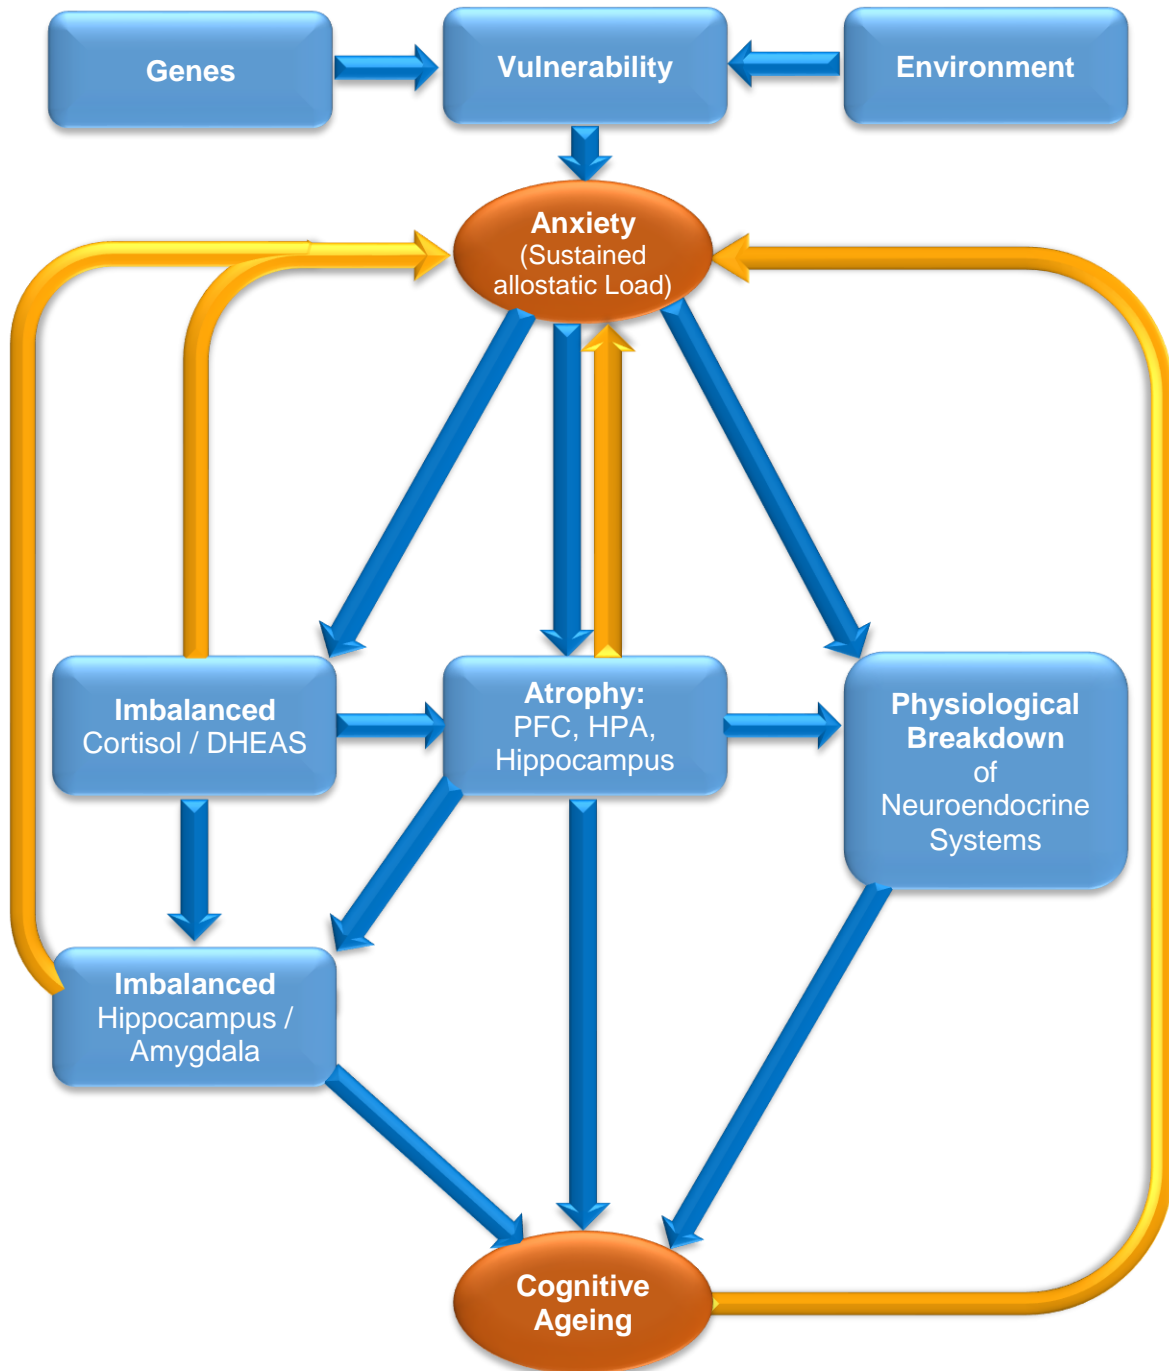 Genes
Vulnerability
Environment
Anxiety
(Sustained
allostatic Load)
Imbalanced
Cortisol / DHEAS
Atrophy:
PFC, HPA,
Hippocampus
Physiological
Breakdown
of
Neuroendocrine
Systems
Imbalanced
Hippocampus /
Amygdala
Cognitive
Ageing